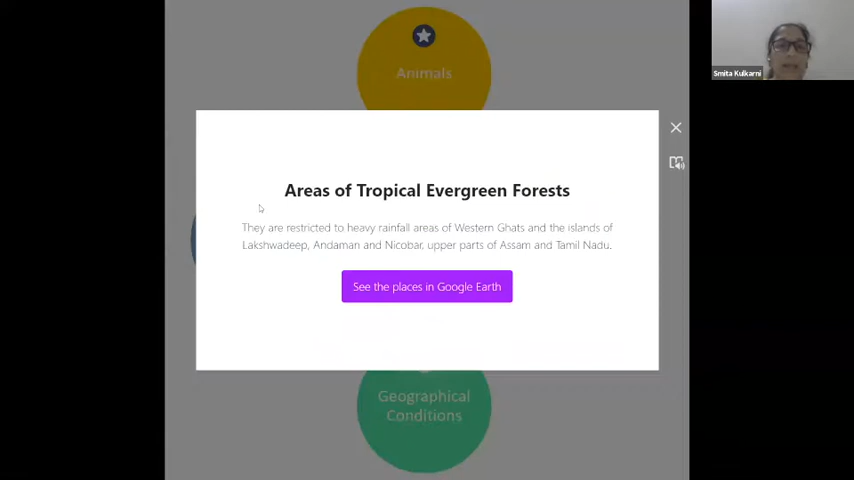 Animals
Smita Kulkarni
Areas of Tropical Evergreen Forests
They are restricted to heavy rainfall areas of Western Ghats and the islands of
Lakshwadeep, Andaman and Nicobar, upper parts of Assam and Tamil Nadu.
See the places in Google Earth
Geographical
Conditions